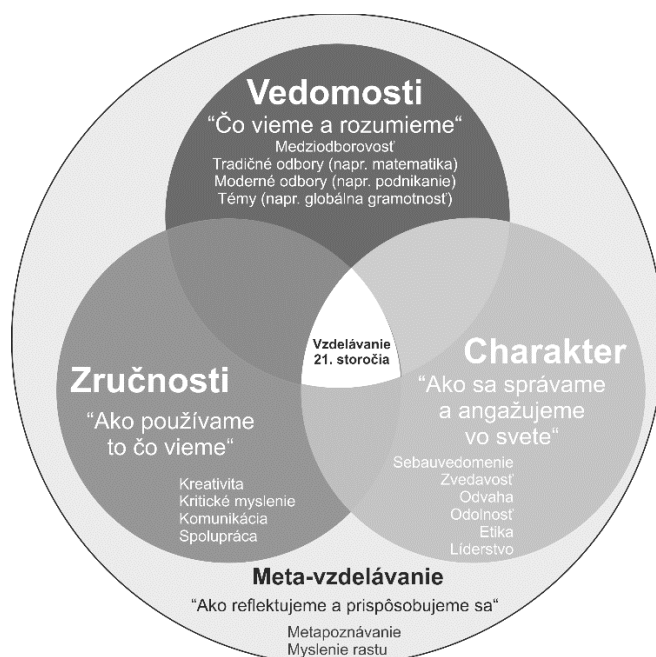 Vedomosti
“Čo vieme a rozumieme“
Medziodborovosť
Tradičné odbory (napr. matematika)
Moderné odbory (napr. podnikanie)
Témy (napr. globálna gramotnosť)
Vzdelávanie
21. storočia
Zručnosti
“Ako používame
to čo vieme“
Kreativita
Kritické myslenie
Komunikácia
Spolupráca
Charakter
“Ako sa správame
a angažujeme
vo svete“
Sebauvedomenie
Zvedavosť
Odvaha
Odolnosť
Etika
Líderstvo
Meta-vzdelávanie
“Ako reflektujeme a prispôsobujeme sa“
Metapoznávanie
Myslenie rastu